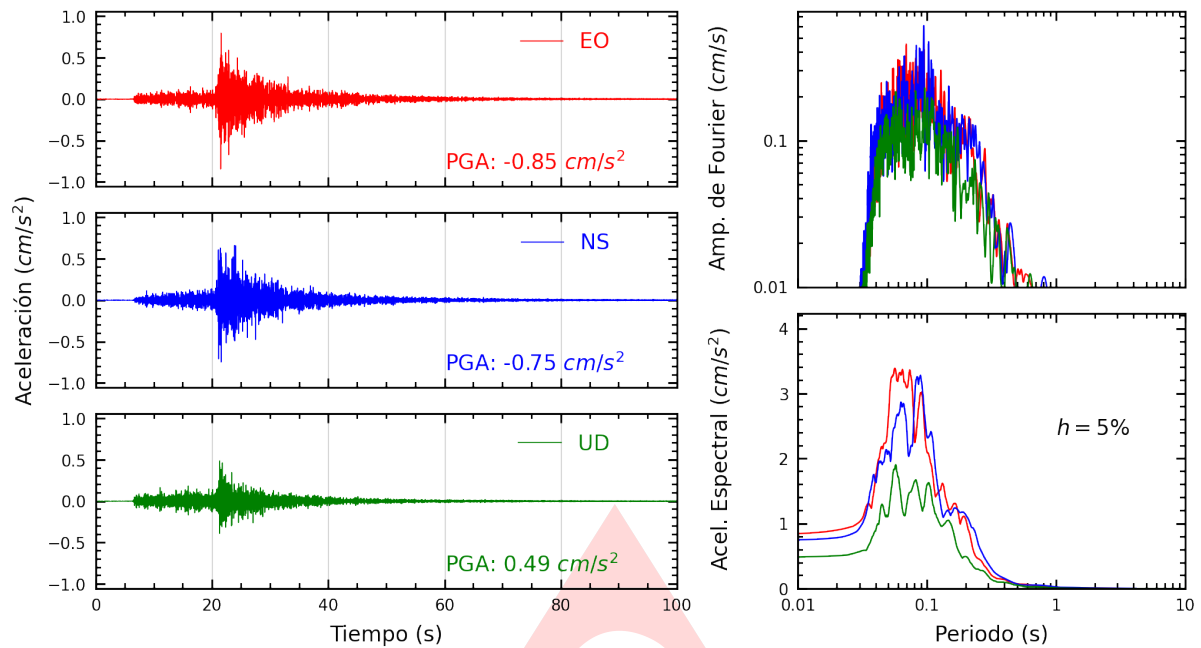 Aceleración (cm/s²)
1.0
0.5
0.0
−0.5
−1.0
EO
PGA: -0.85 cm/s²
1.0
0.5
0.0
−0.5
−1.0
NS
PGA: -0.75 cm/s²
1.0
0.5
0.0
−0.5
−1.0
UD
PGA: 0.49 cm/s²
0 20 40 60 80 100
Tiempo (s)
Amp. de Fourier (cm/s)
0.1
0.01
Acel. Espectral (cm/s²)
4
3
2
1
0
h = 5%
0.01 0.1 1 10
Periodo (s)